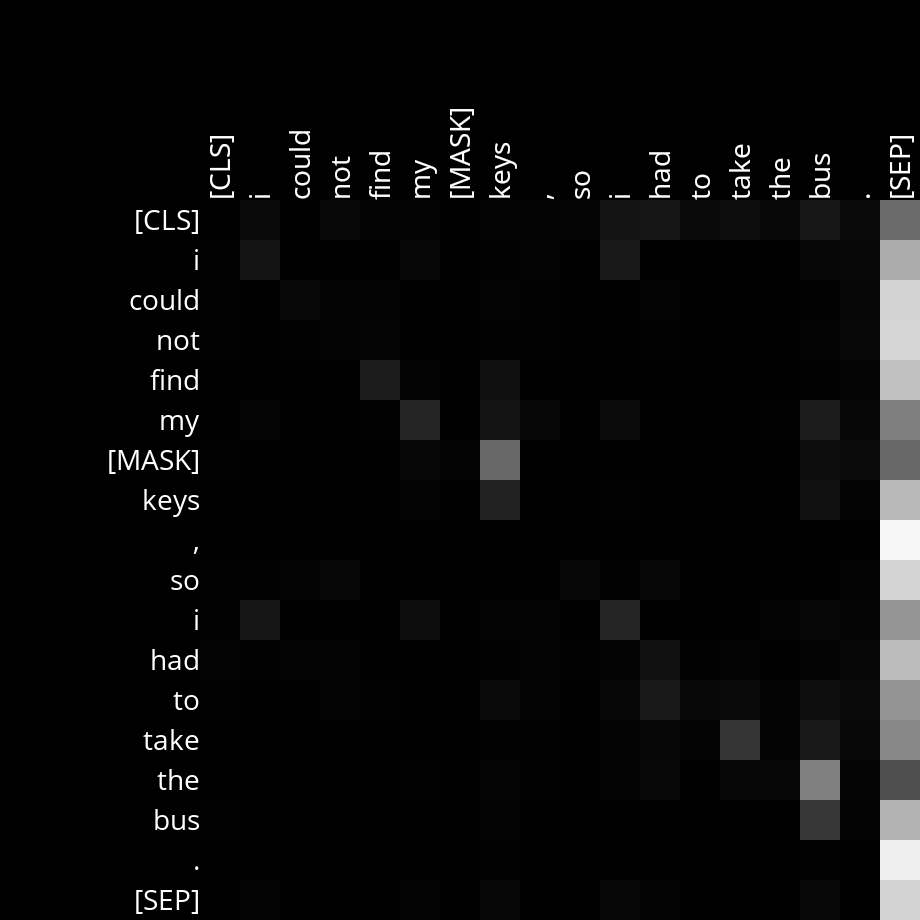 [CLS] i could not find my [MASK] keys , so i had to take the bus . [SEP]
[CLS]
i
could
not
find
my
[MASK]
keys
,
so
i
had
to
take
the
bus
.
[SEP]